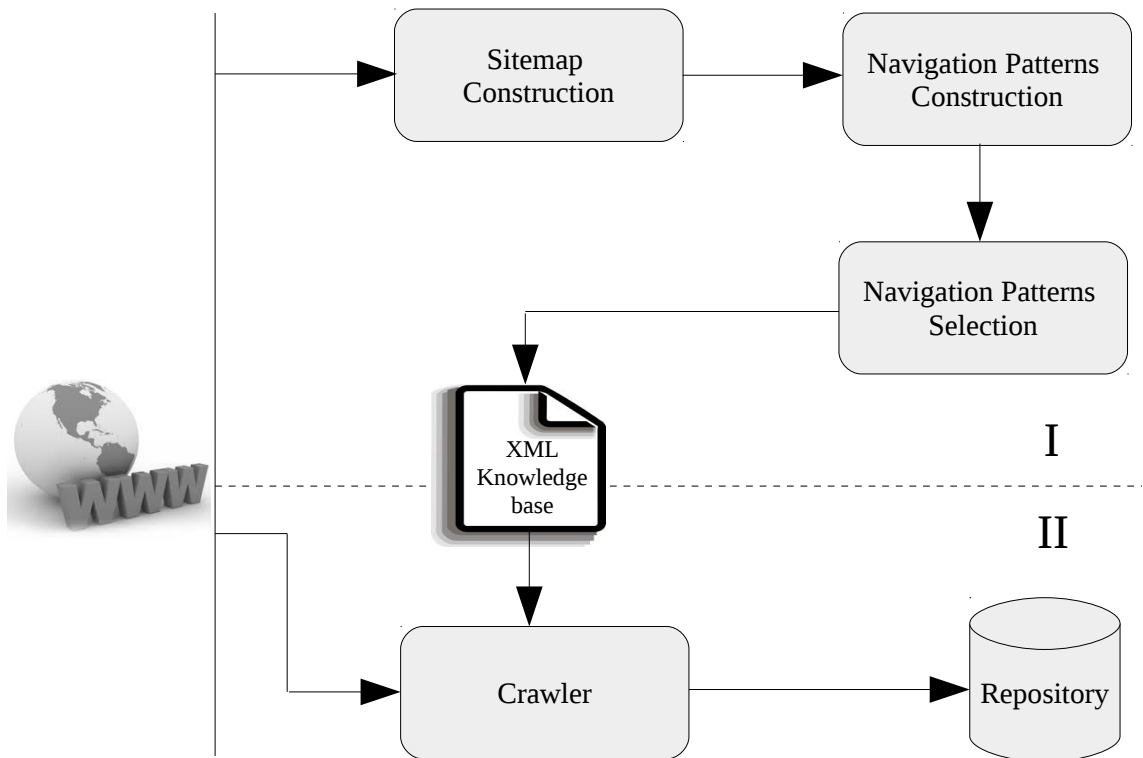 Sitemap
Construction
Navigation Patterns
Construction
Navigation Patterns
Selection
XML
Knowledge
base
I
WWW
II
Crawler
Repository